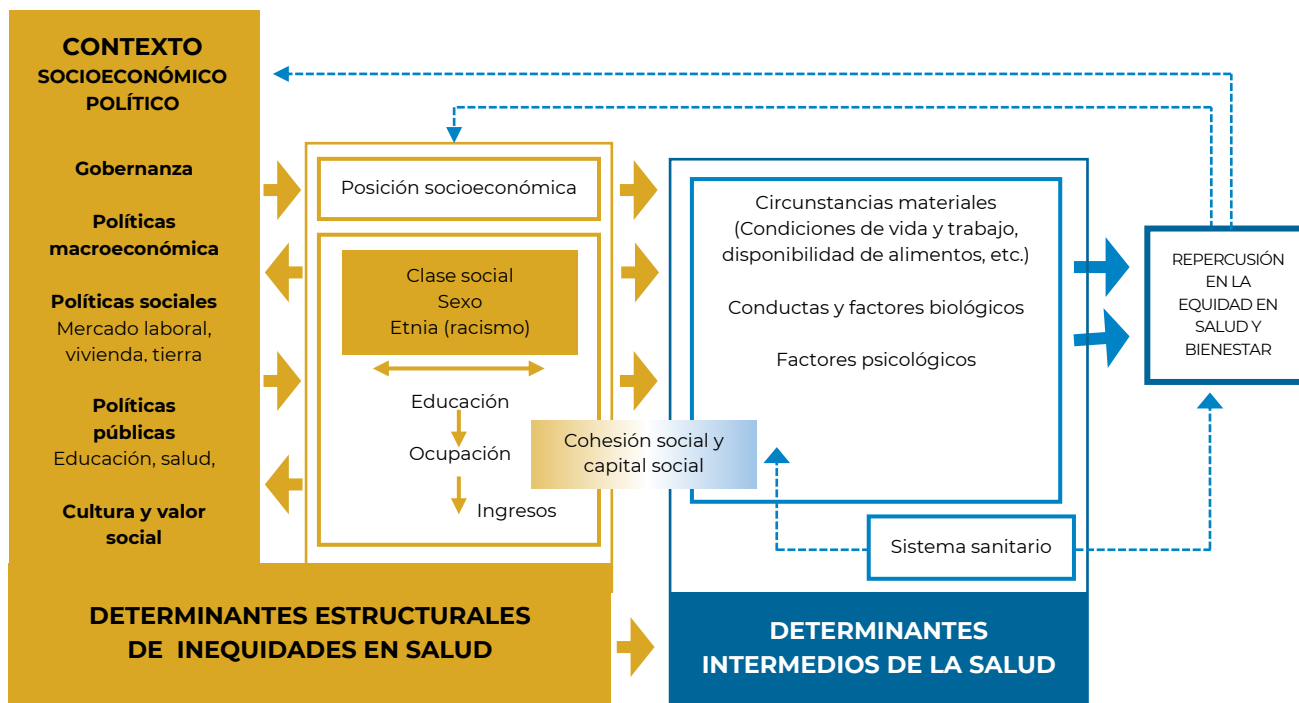 CONTEXTO
SOCIOECONÓMICO
POLÍTICO
Gobernanza
Políticas
macroeconómica
Políticas sociales
Mercado laboral,
vivienda, tierra
Políticas
públicas
Educación, salud,
Cultura y valor
social
Posición socioeconómica
Clase social
Sexo
Etnia (racismo)
Educación
Ocupación
Ingresos
Cohesión social y
capital social
Circunstancias materiales
(Condiciones de vida y trabajo,
disponibilidad de alimentos, etc.)
Conductas y factores biológicos
Factores psicológicos
Sistema sanitario
REPERCUSIÓN
EN LA
EQUIDAD EN
SALUD Y
BIENESTAR
DETERMINANTES ESTRUCTURALES
DE INEQUIDADES EN SALUD
DETERMINANTES
INTERMEDIOS DE LA SALUD